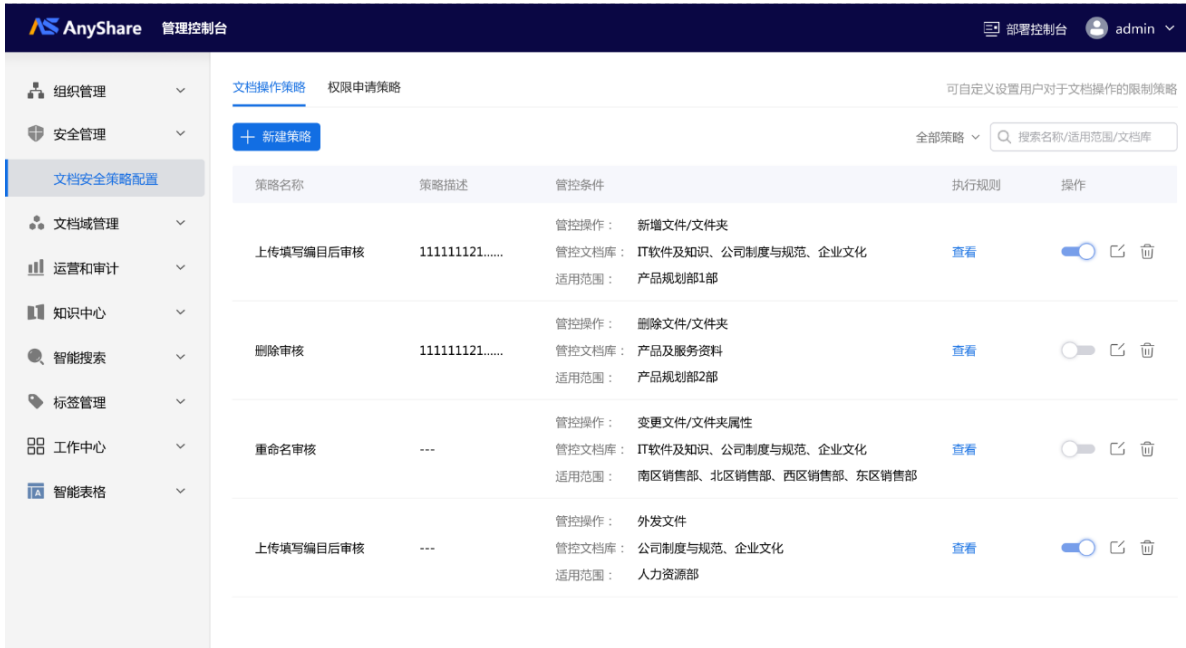 AnyShare 管理控制台 部署控制台 admin
组织管理
安全管理
文档安全策略配置
文档域管理
运营和审计
知识中心
智能搜索
标签管理
工作中心
智能表格
文档操作策略 权限申请策略 可自定义设置用户对于文档操作的限制策略
新建策略 全部策略 搜索名称/适用范围/文档库
策略名称 策略描述 管控条件 执行规则 操作
管控操作： 新增文件/文件夹
上传填写编目后审核 111111121...... 管控文档库： IT软件及知识、公司制度与规范、企业文化 查看
适用范围： 产品规划部1部
管控操作： 删除文件/文件夹
删除审核 111111121...... 管控文档库： 产品及服务资料 查看
适用范围： 产品规划部2部
管控操作： 变更文件/文件夹属性
重命名审核 --- 管控文档库： IT软件及知识、公司制度与规范、企业文化 查看
适用范围： 南区销售部、北区销售部、西区销售部、东区销售部
管控操作： 外发文件
上传填写编目后审核 --- 管控文档库： 公司制度与规范、企业文化 查看
适用范围： 人力资源部